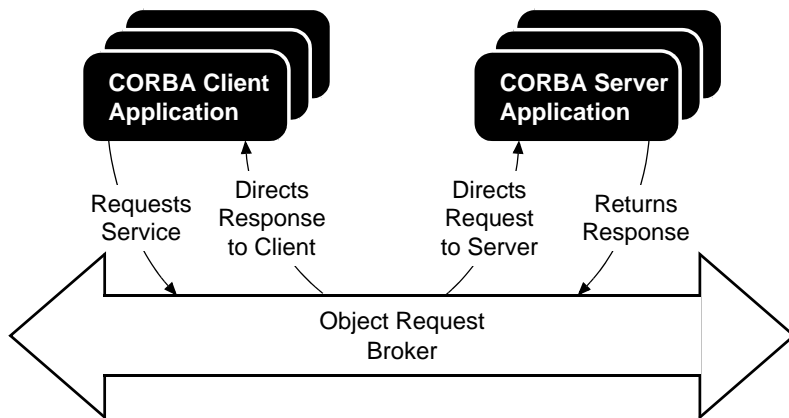 CORBA Client
Application
CORBA Server
Application
Requests
Service
Directs
Response
to Client
Directs
Request
to Server
Returns
Response
Object Request
Broker